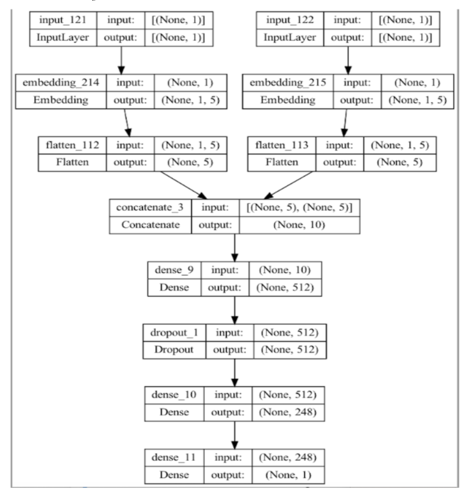 input_121 input: [(None, 1)]
InputLayer output: [(None, 1)]
input_122 input: [(None, 1)]
InputLayer output: [(None, 1)]
embedding_214 input: (None, 1)
Embedding output: (None, 1, 5)
embedding_215 input: (None, 1)
Embedding output: (None, 1, 5)
flatten_112 input: (None, 1, 5)
Flatten output: (None, 5)
flatten_113 input: (None, 1, 5)
Flatten output: (None, 5)
concatenate_3 input: [(None, 5), (None, 5)]
Concatenate output: (None, 10)
dense_9 input: (None, 10)
Dense output: (None, 512)
dropout_1 input: (None, 512)
Dropout output: (None, 512)
dense_10 input: (None, 512)
Dense output: (None, 248)
dense_11 input: (None, 248)
Dense output: (None, 1)